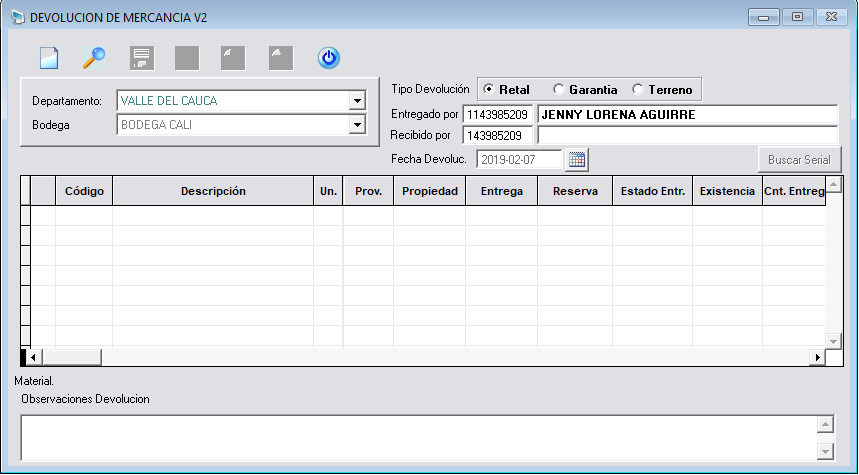 DEVOLUCION DE MERCANCIA V2
Departamento: VALLE DEL CAUCA
Bodega BODEGA CALI
Tipo Devolución Retal Garantia Terreno
Entregado por 1143985209 JENNY LORENA AGUIRRE
Recibido por 143985209
Fecha Devoluc. 2019-02-07
Buscar Serial
Código Descripción Un. Prov. Propiedad Entrega Reserva Estado Entr. Existencia Cnt. Entreg
Material.
Observaciones Devolucion